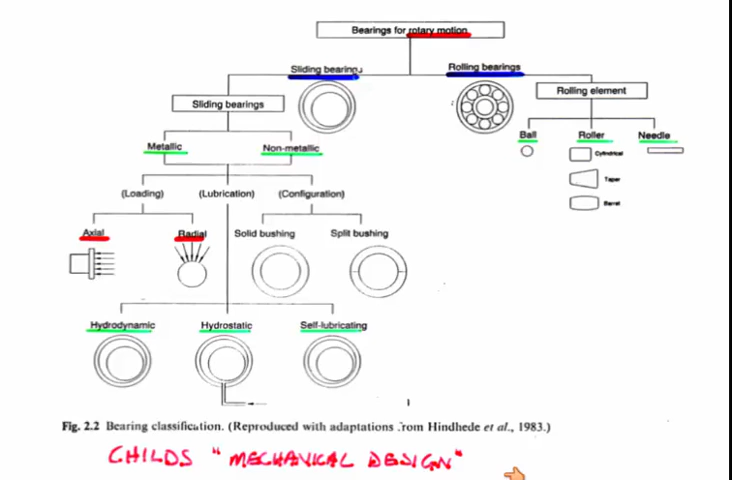 Bearings for rotary motion
Sliding bearings
Rolling bearings
Rolling element
Sliding bearings
Ball
Roller
Needle
Metallic
Non-metallic
Cylindrical
Taper
Barrel
(Loading)
(Lubrication)
(Configuration)
Axial
Radial
Solid bushing
Split bushing
Hydrodynamic
Hydrostatic
Self-lubricating
Fig. 2.2 Bearing classification. (Reproduced with adaptations from Hindhede et al., 1983.)
CHILDS "MECHANICAL DESIGN"